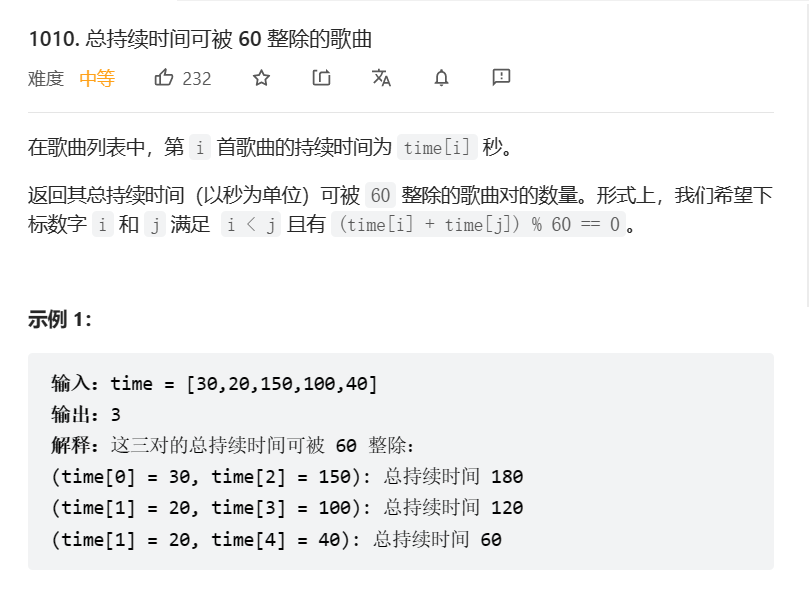 1010. 总持续时间可被 60 整除的歌曲
难度 中等 232
在歌曲列表中，第 i 首歌曲的持续时间为 time[i] 秒。
返回其总持续时间（以秒为单位）可被 60 整除的歌曲对的数量。形式上，我们希望下
标数字 i 和 j 满足 i < j 且有 (time[i] + time[j]) % 60 == 0 。
示例 1：
输入：time = [30,20,150,100,40]
输出：3
解释：这三对的总持续时间可被 60 整除：
(time[0] = 30, time[2] = 150): 总持续时间 180
(time[1] = 20, time[3] = 100): 总持续时间 120
(time[1] = 20, time[4] = 40): 总持续时间 60